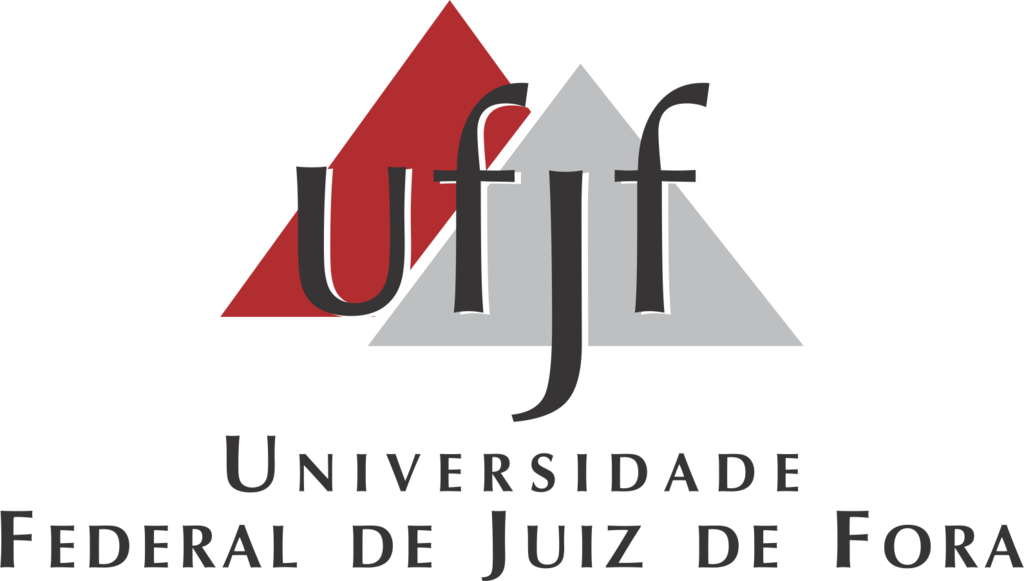 ufjf
UNIVERSIDADE
FEDERAL DE JUIZ DE FORA